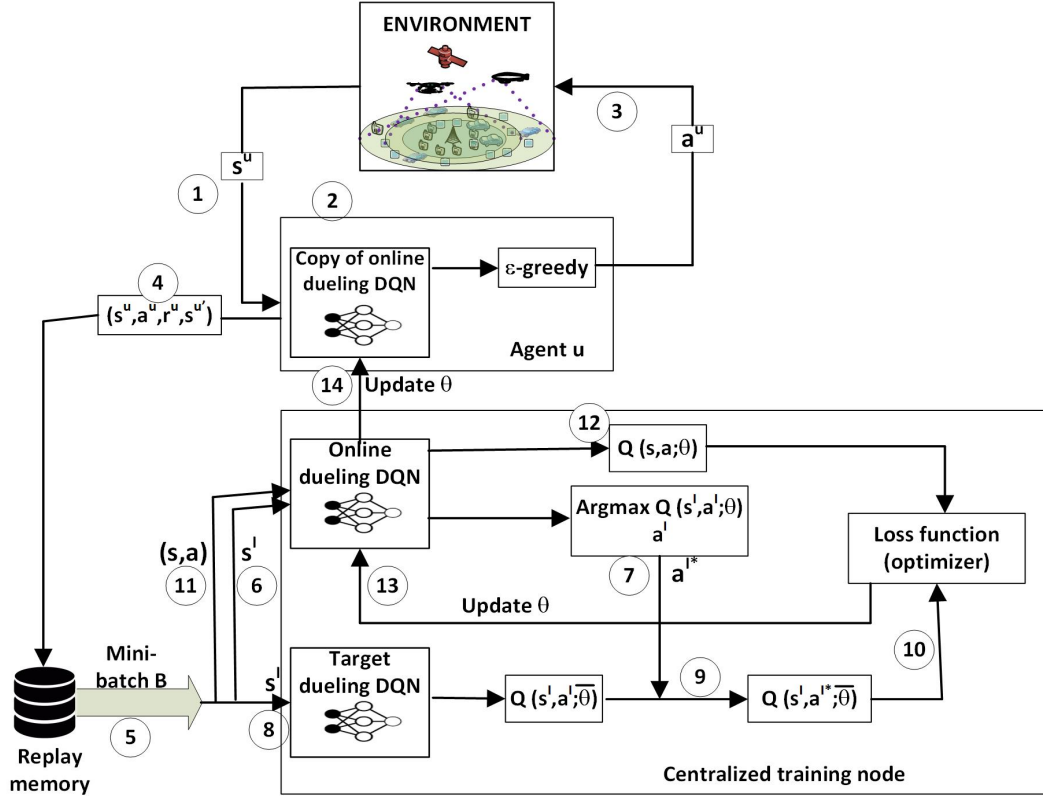 ENVIRONMENT
3
s^u
a^u
1
2
Copy of online
dueling DQN
ε-greedy
4
(s^u,a^u,r^u,s^u')
Agent u
14
Update θ
12
Online
dueling DQN
Q (s,a;θ)
Argmax Q (s^I,a^I;θ)
a^I
Loss function
(optimizer)
(s,a)
s^I
11
6
13
7
a^I*
Update θ
10
Mini-
batch B
Target
dueling DQN
s^I
9
Q (s^I,a^I;θ̄)
Q (s^I,a^I*;θ̄)
5
8
Replay
memory
Centralized training node